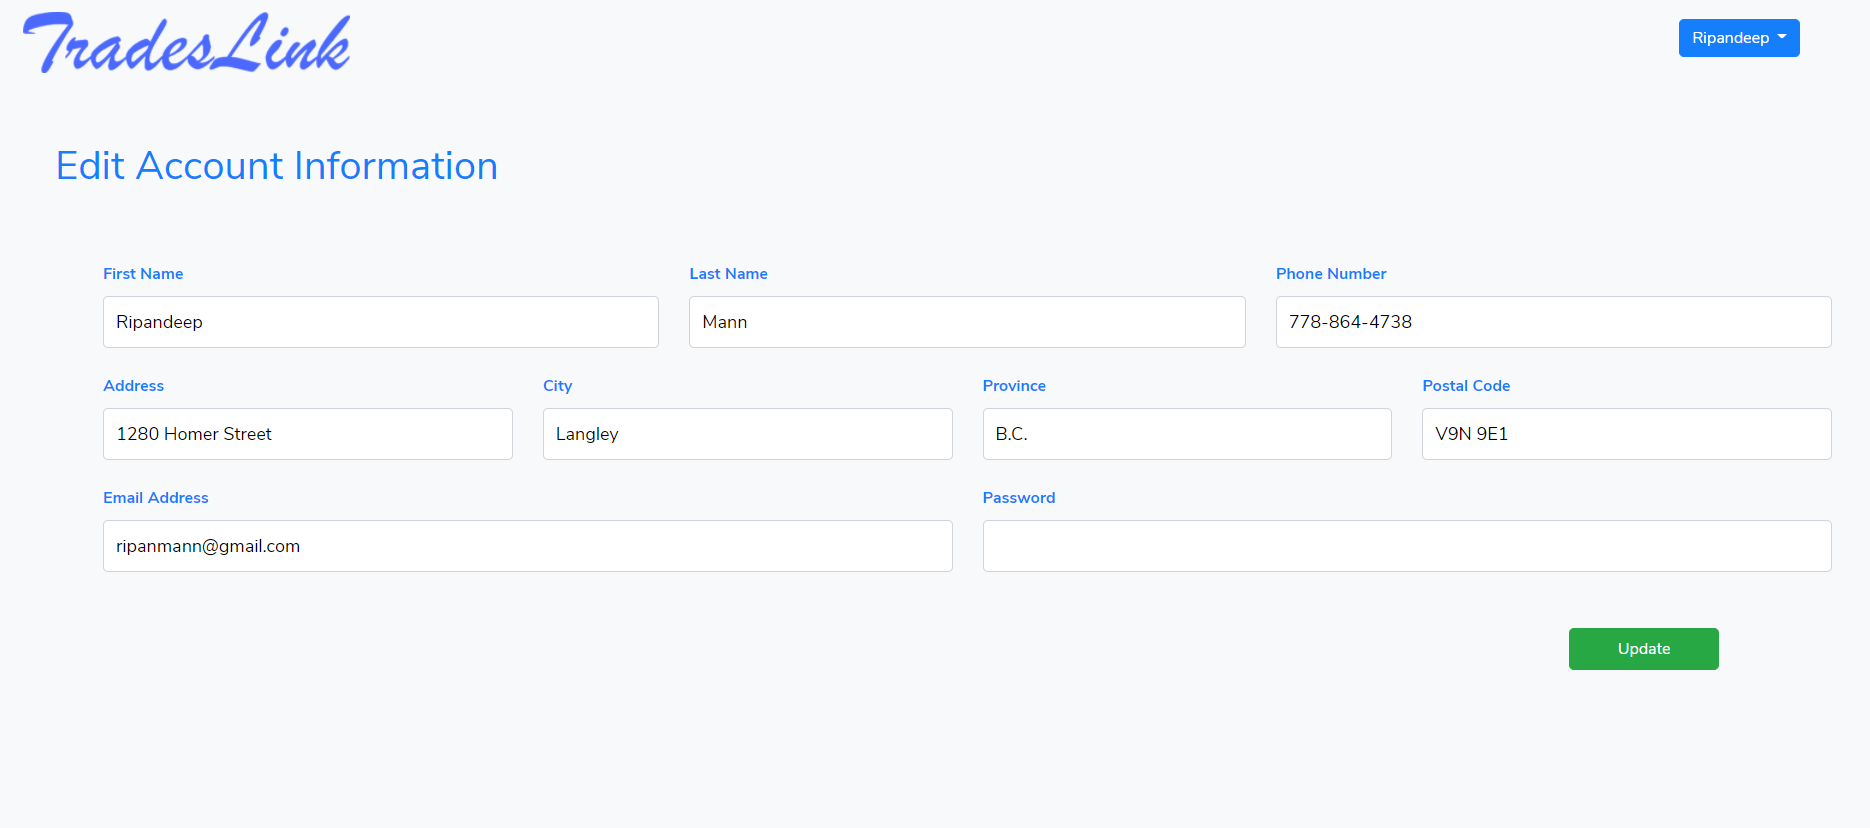 TradesLink
Ripandeep
Edit Account Information
First Name
Last Name
Phone Number
Ripandeep
Mann
778-864-4738
Address
City
Province
Postal Code
1280 Homer Street
Langley
B.C.
V9N 9E1
Email Address
Password
ripanmann@gmail.com
Update